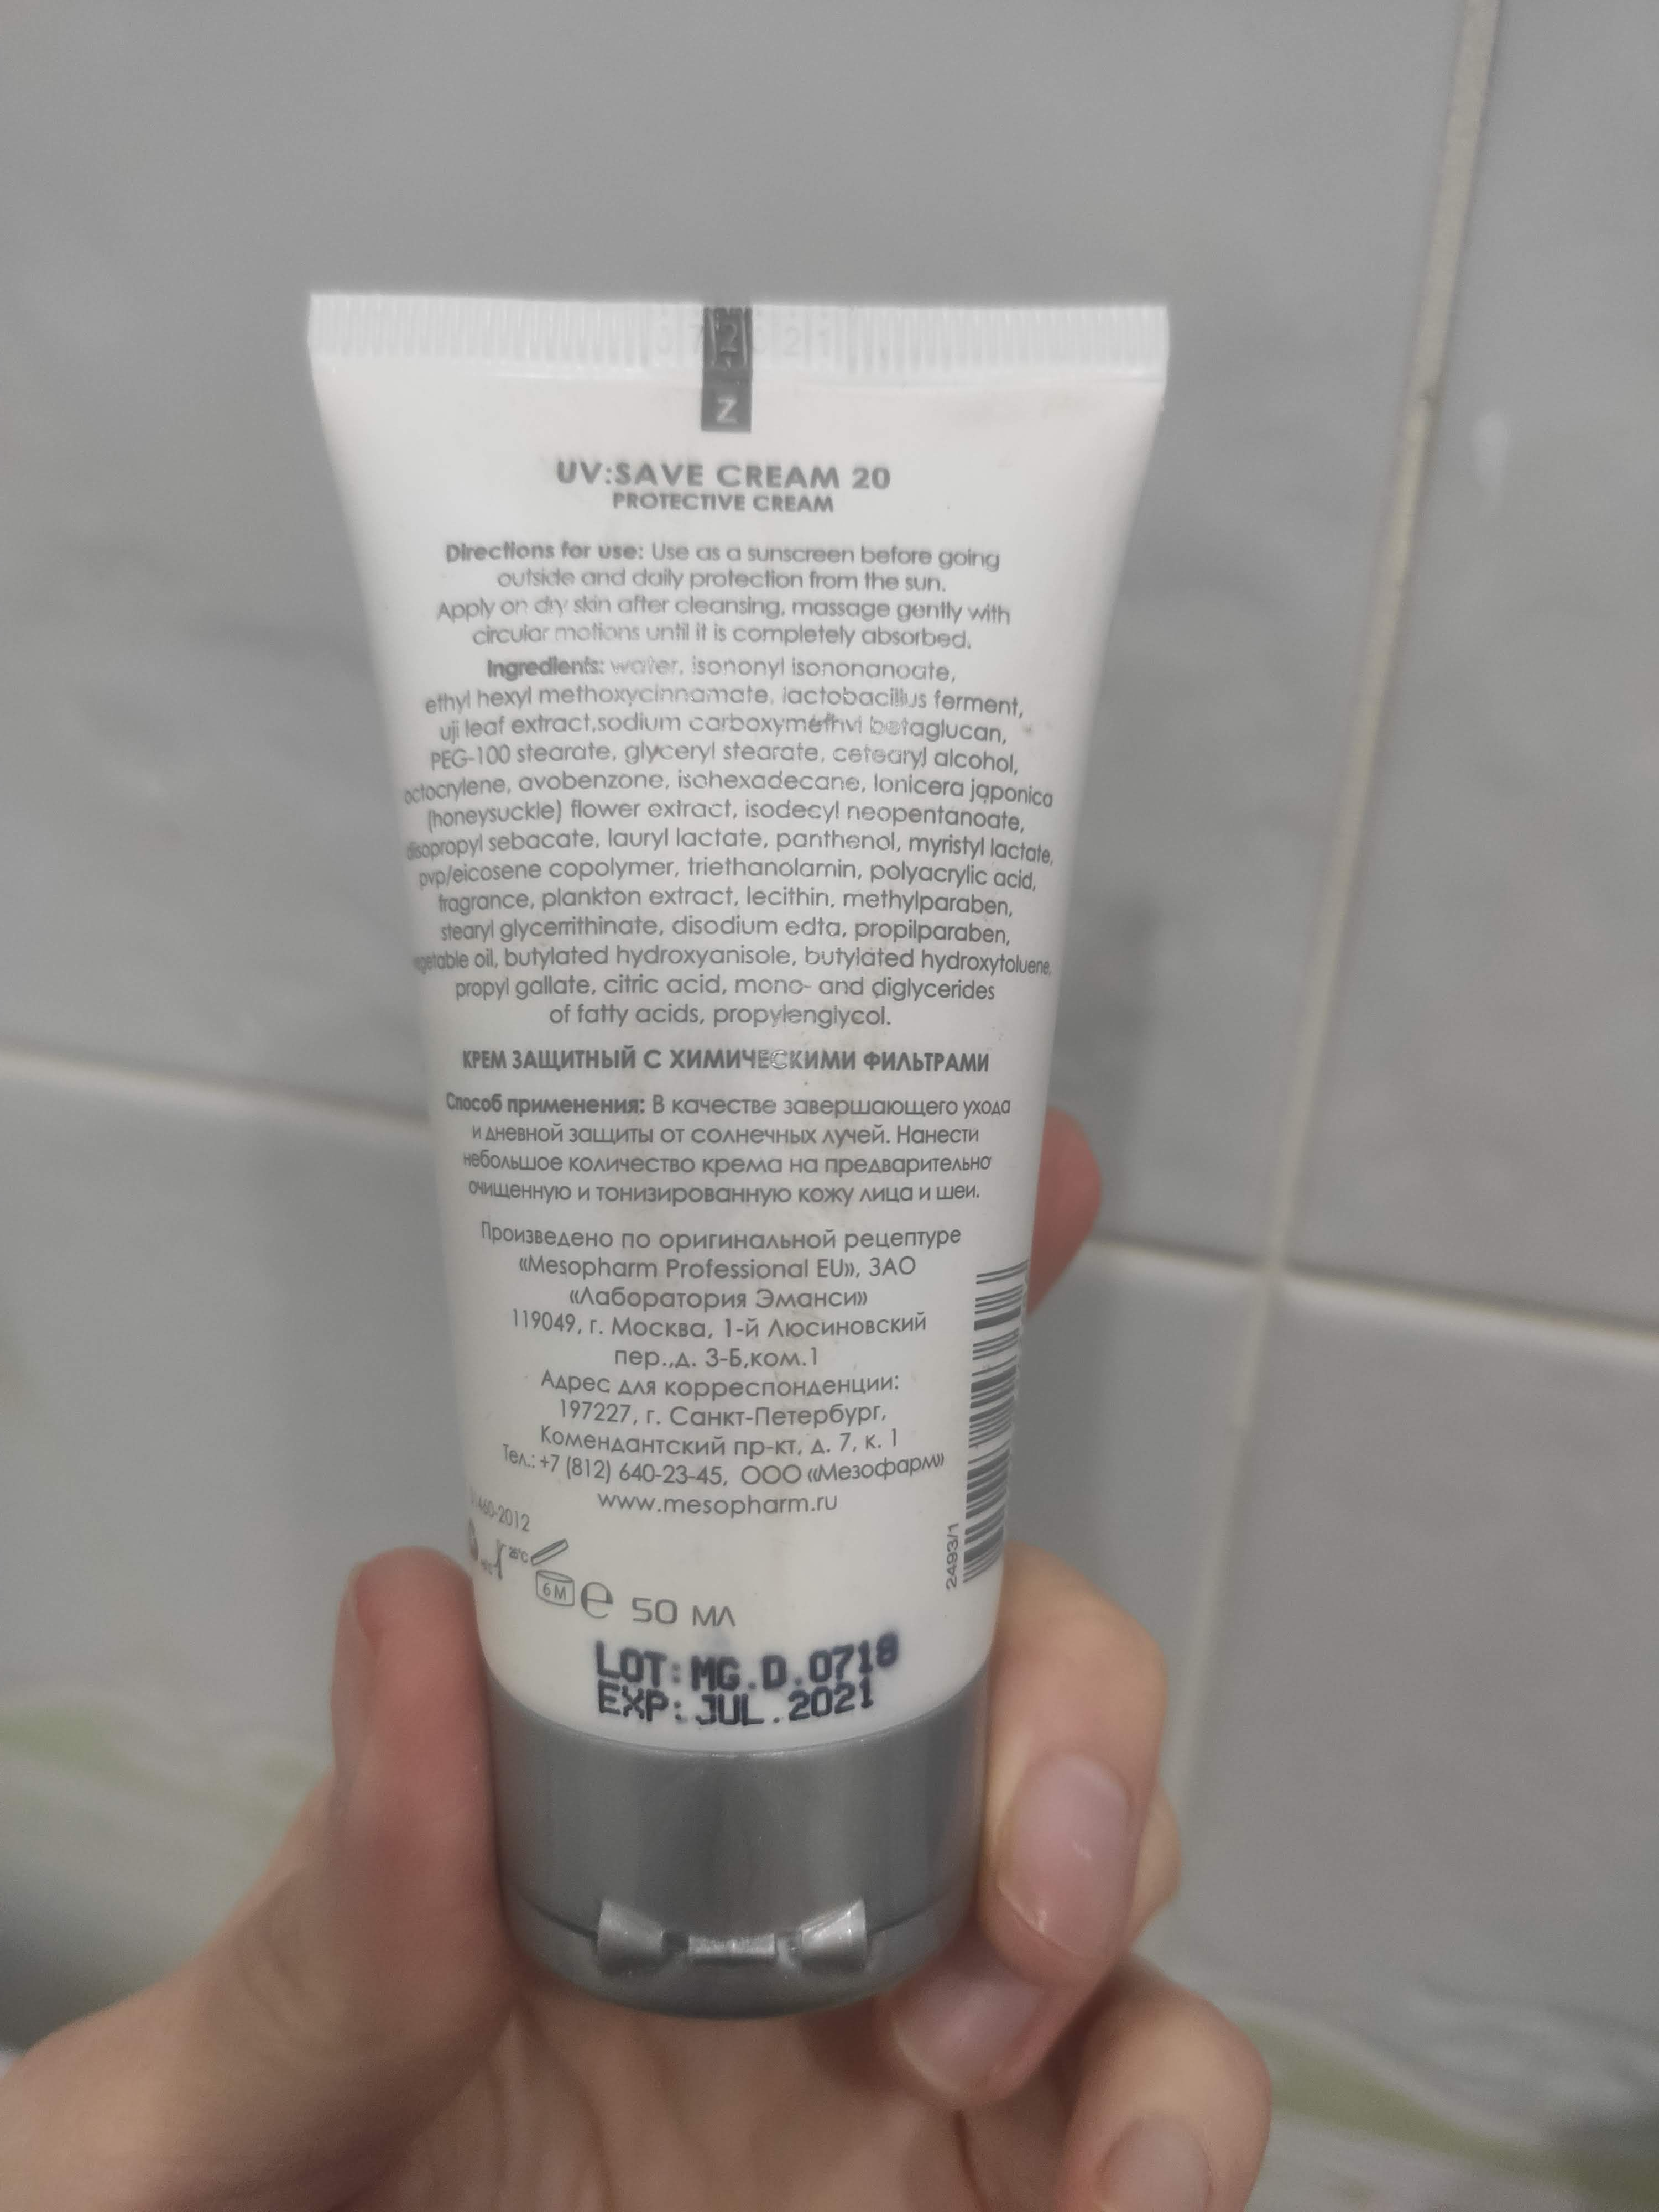 Z
UV:SAVE CREAM 20
PROTECTIVE CREAM
Directions for use: Use as a sunscreen before going
outside and daily protection from the sun.
Apply on dry skin after cleansing, massage gently with
circular motions until it is completely absorbed.
Ingredients: water, isononyl isononanoate,
ethyl hexyl methoxycinnamate, lactobacillus ferment,
uji leaf extract,sodium carboxymethyl betaglucan,
PEG-100 stearate, glyceryl stearate, cetearyl alcohol,
octocrylene, avobenzone, isohexadecane, lonicera japonica
(honeysuckle) flower extract, isodecyl neopentanoate,
disopropyl sebacate, lauryl lactate, panthenol, myristyl lactate,
pvp/eicosene copolymer, triethanolamin, polyacrylic acid,
fragrance, plankton extract, lecithin, methylparaben,
stearyl glycerrithinate, disodium edta, propilparaben,
vegetable oil, butylated hydroxyanisole, butylated hydroxytoluene,
propyl gallate, citric acid, mono- and diglycerides
of fatty acids, propylenglycol.
КРЕМ ЗАЩИТНЫЙ С ХИМИЧЕСКИМИ ФИЛЬТРАМИ
Способ применения: В качестве завершающего ухода
и дневной защиты от солнечных лучей. Нанести
небольшое количество крема на предварительно
очищенную и тонизированную кожу лица и шеи.
Произведено по оригинальной рецептуре
«Mesopharm Professional EU», ЗАО
«Лаборатория Эманси»
119049, г. Москва, 1-й Люсиновский
пер.,д. 3-Б,ком.1
Адрес для корреспонденции:
197227, г. Санкт-Петербург,
Комендантский пр-кт, д. 7, к. 1
Тел.: +7 (812) 640-23-45, ООО «Мезофарм»
www.mesopharm.ru
25°C
6M e 50 МЛ
2493/1
LOT: MG.D.0718
EXP: JUL.2021